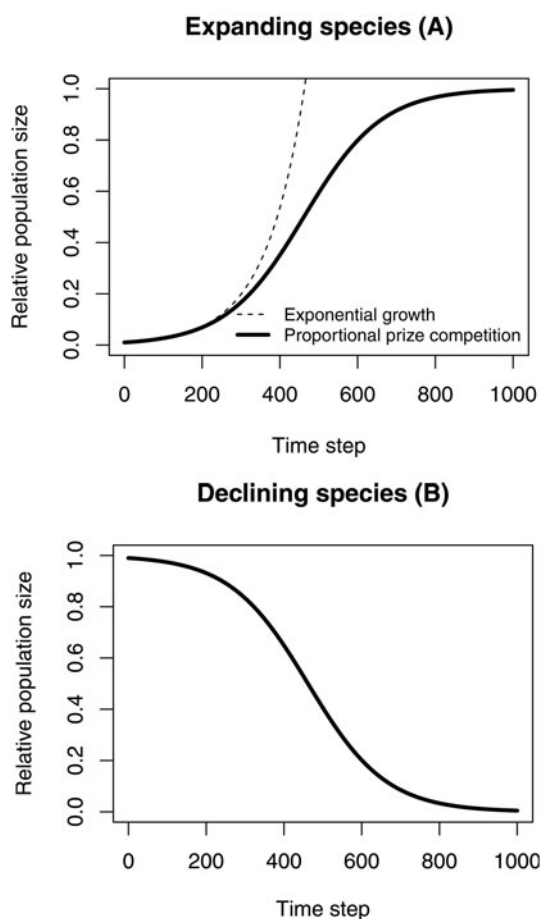 Expanding species (A)
Relative population size
1.0
0.8
0.6
0.4
0.2
0.0
Exponential growth
Proportional prize competition
0 200 400 600 800 1000
Time step
Declining species (B)
Relative population size
1.0
0.8
0.6
0.4
0.2
0.0
0 200 400 600 800 1000
Time step